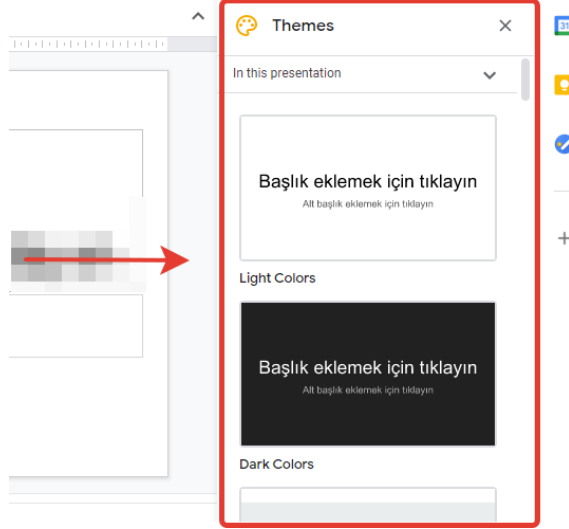 Themes
31
In this presentation
Başlık eklemek için tıklayın
Alt başlık eklemek için tıklayın
Light Colors
Başlık eklemek için tıklayın
Alt başlık eklemek için tıklayın
Dark Colors